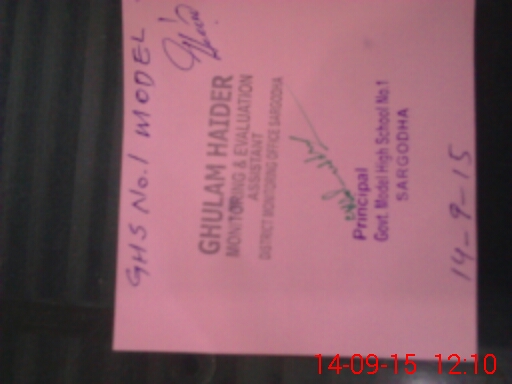 GHS No.1 MODEL
GHULAM HAIDER
MONITORING & EVALUATION
ASSISTANT
DISTRICT MONITORING OFFICE SARGODHA
Principal
Govt. Model High School No.1
SARGODHA
14-9-15
14-09-15 12:10